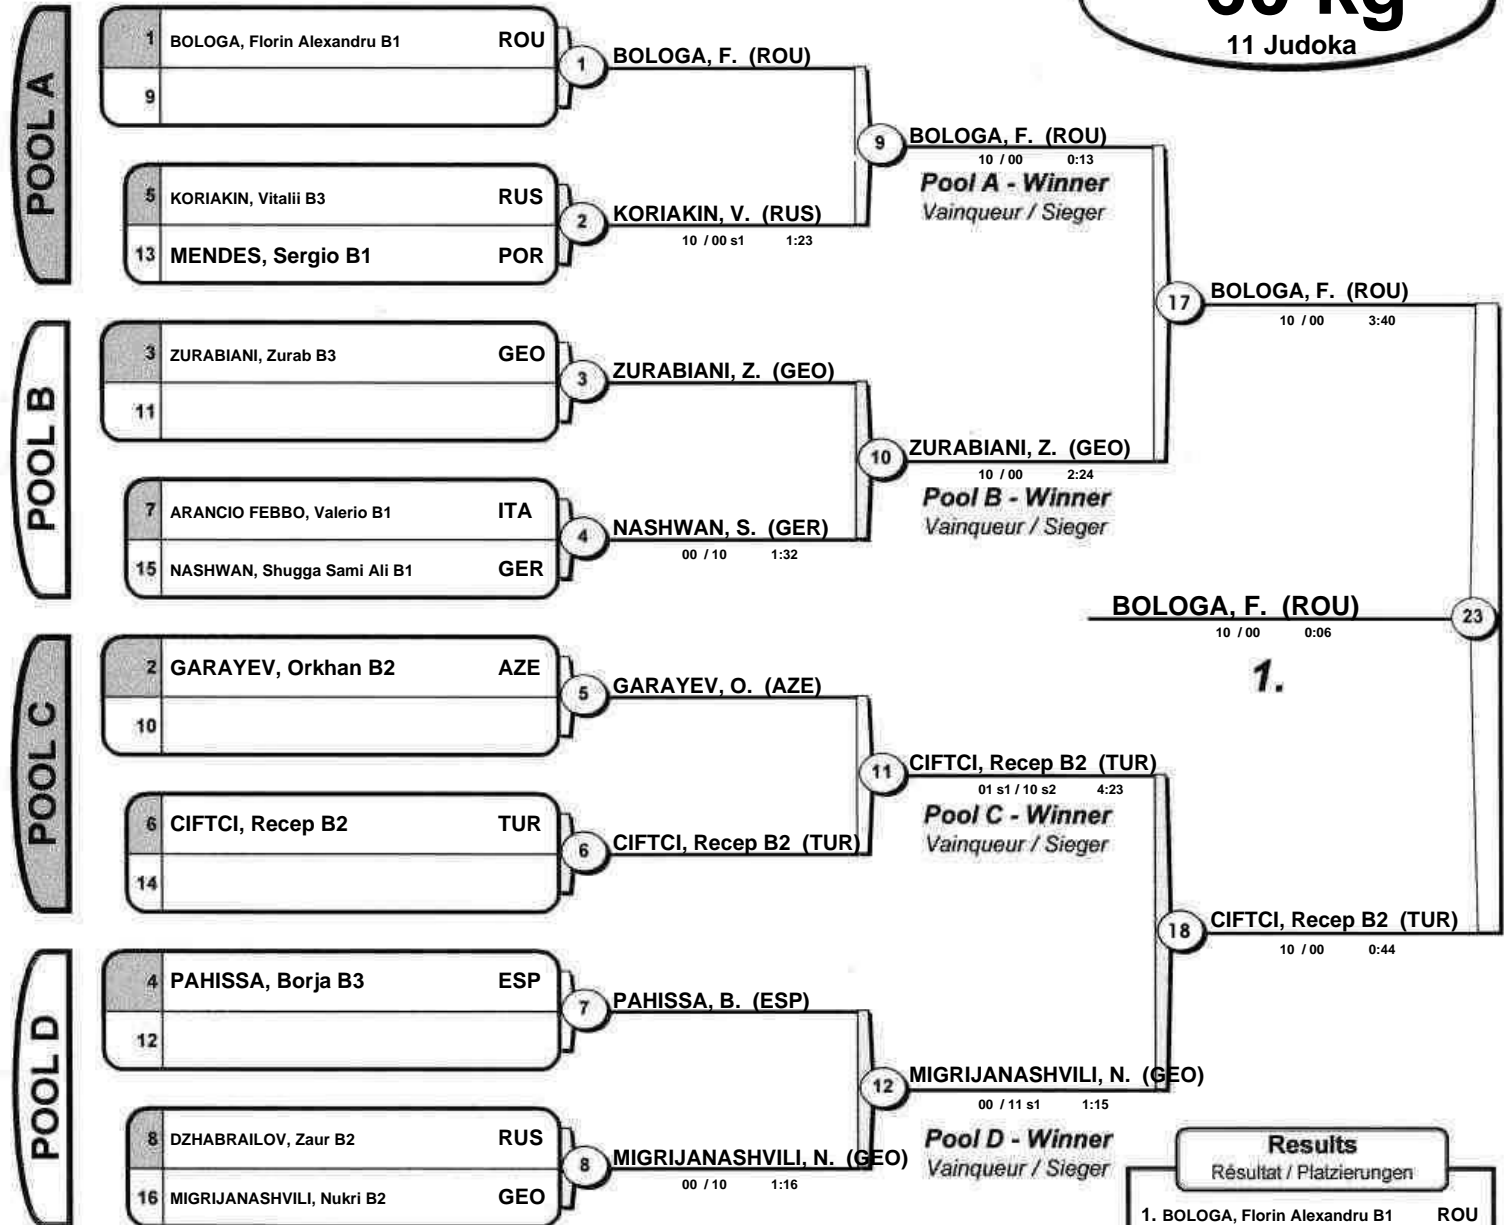 60 kg
11 Judoka
POOL A
1 BOLOGA, Florin Alexandru B1 ROU
9
1 BOLOGA, F. (ROU)
5 KORIAKIN, Vitalii B3 RUS
13 MENDES, Sergio B1 POR
2 KORIAKIN, V. (RUS)
10 / 00 s1 1:23
9 BOLOGA, F. (ROU)
10 / 00 0:13
Pool A - Winner
Vainqueur / Sieger
POOL B
3 ZURABIANI, Zurab B3 GEO
11
3 ZURABIANI, Z. (GEO)
7 ARANCIO FEBBO, Valerio B1 ITA
15 NASHWAN, Shugga Sami Ali B1 GER
4 NASHWAN, S. (GER)
00 / 10 1:32
10 ZURABIANI, Z. (GEO)
10 / 00 2:24
Pool B - Winner
Vainqueur / Sieger
17 BOLOGA, F. (ROU)
10 / 00 3:40
POOL C
2 GARAYEV, Orkhan B2 AZE
10
5 GARAYEV, O. (AZE)
6 CIFTCI, Recep B2 TUR
14
6 CIFTCI, Recep B2 (TUR)
11 CIFTCI, Recep B2 (TUR)
01 s1 / 10 s2 4:23
Pool C - Winner
Vainqueur / Sieger
POOL D
4 PAHISSA, Borja B3 ESP
12
7 PAHISSA, B. (ESP)
8 DZHABRAILOV, Zaur B2 RUS
16 MIGRIJANASHVILI, Nukri B2 GEO
8 MIGRIJANASHVILI, N. (GEO)
00 / 10 1:16
12 MIGRIJANASHVILI, N. (GEO)
00 / 11 s1 1:15
Pool D - Winner
Vainqueur / Sieger
18 CIFTCI, Recep B2 (TUR)
10 / 00 0:44
BOLOGA, F. (ROU) 23
10 / 00 0:06
1.
Results
Résultat / Platzierungen
1. BOLOGA, Florin Alexandru B1 ROU